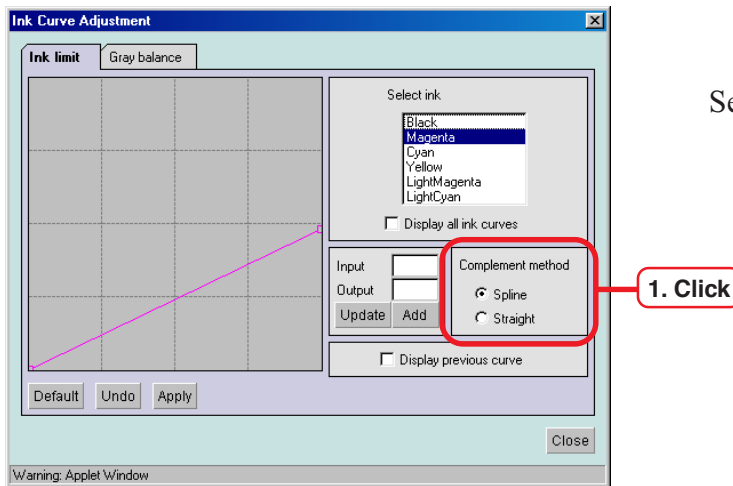 Ink Curve Adjustment
Ink limit
Gray balance
Select ink
Black
Magenta
Cyan
Yellow
LightMagenta
LightCyan
Display all ink curves
Input
Output
Update Add
Complement method
Spline
Straight
1. Click
Display previous curve
Default Undo Apply
Close
Warning: Applet Window